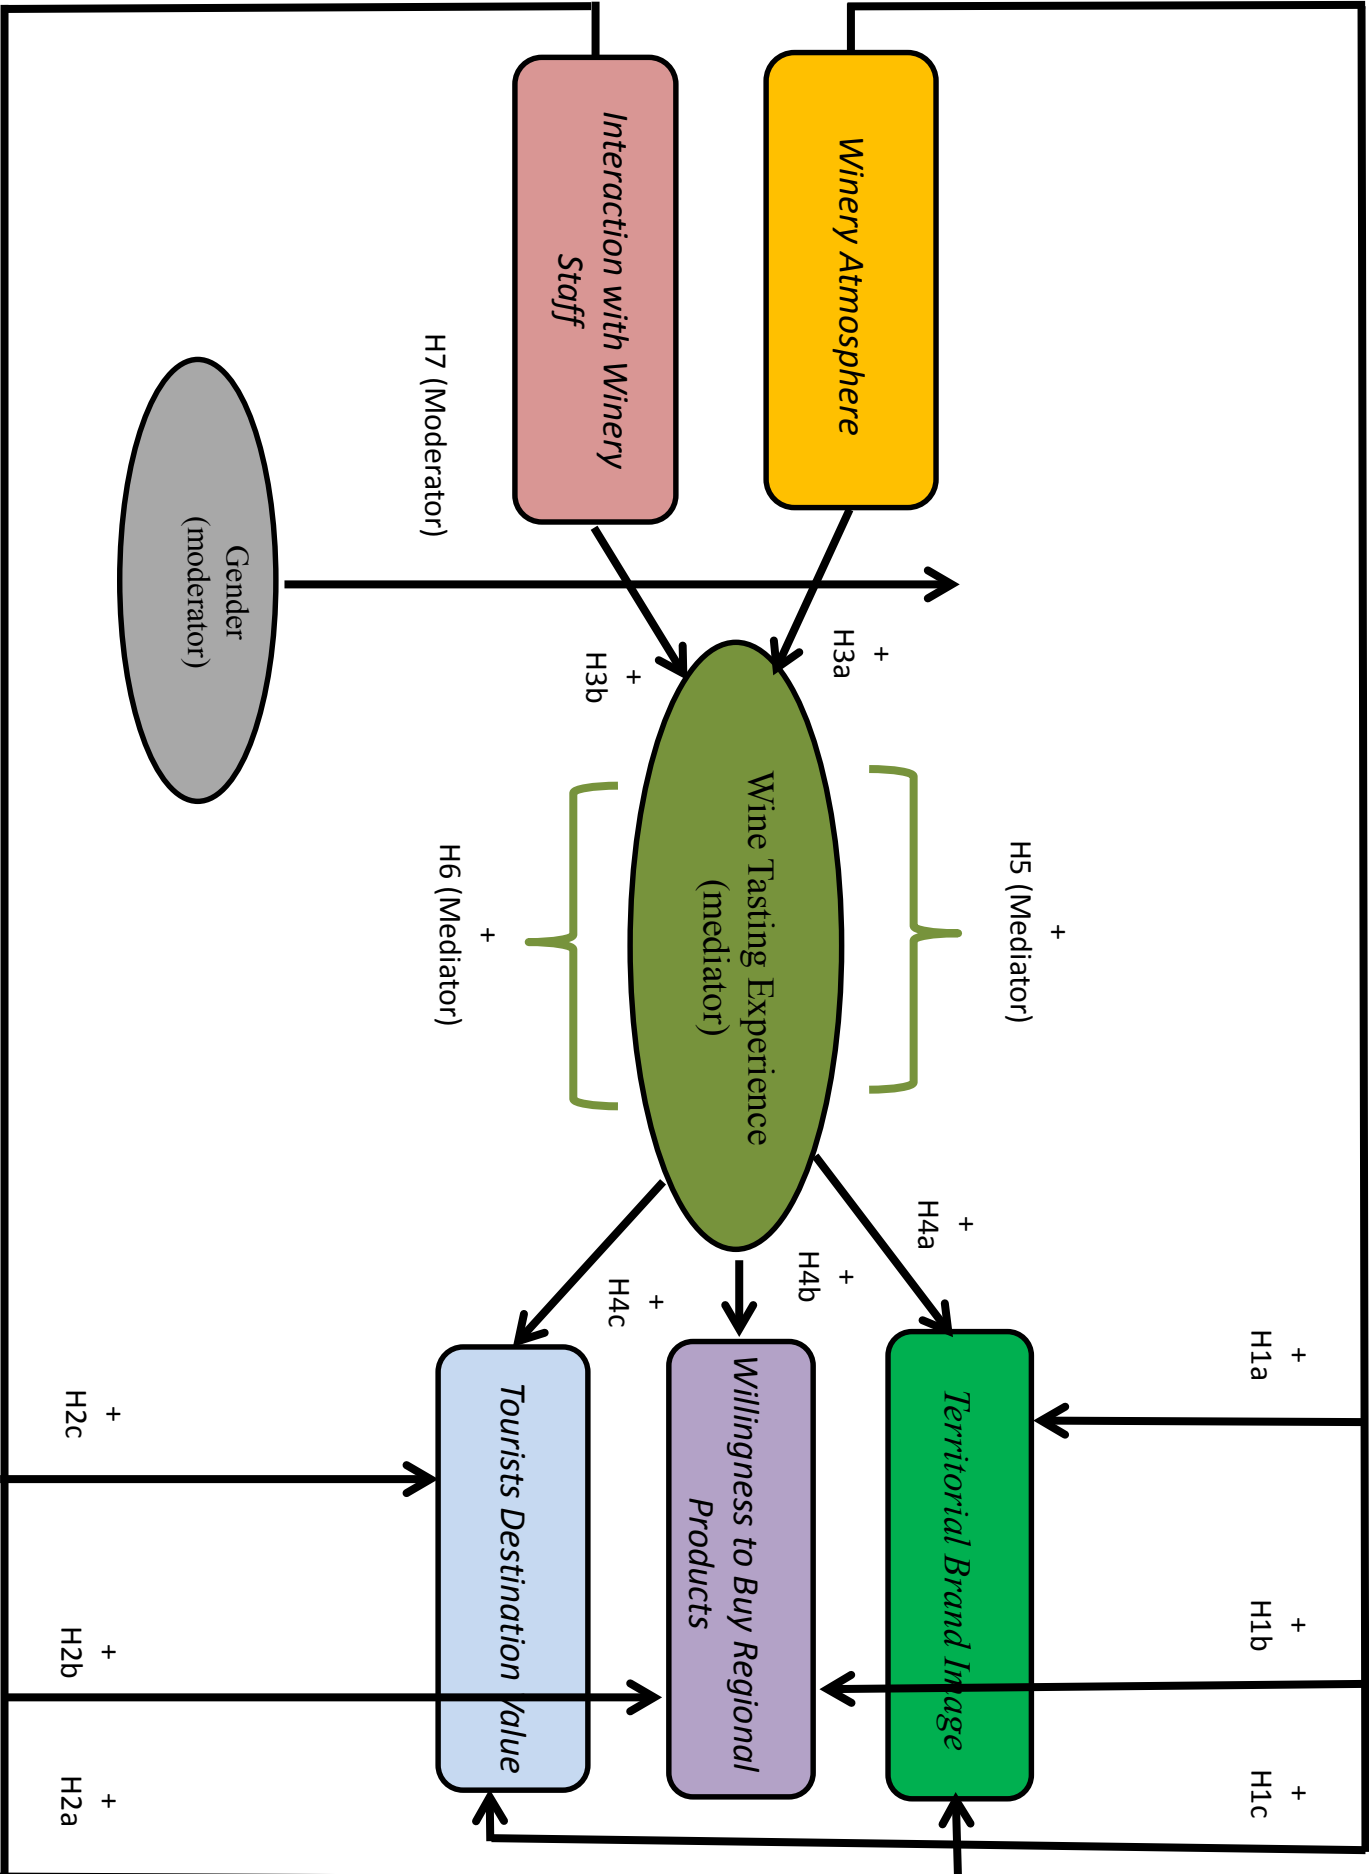 +
H1a
+
H1b
+
H1c
Winery Atmosphere
+
H3a
+
H5 (Mediator)
+
H4a
Territorial Brand Image
Interaction with Winery
Staff
+
H3b
Wine Tasting Experience
(mediator)
+
H4b
Willingness to Buy Regional
Products
+
H6 (Mediator)
+
H4c
Tourists Destination Value
H7 (Moderator)
Gender
(moderator)
+
H2c
+
H2b
+
H2a